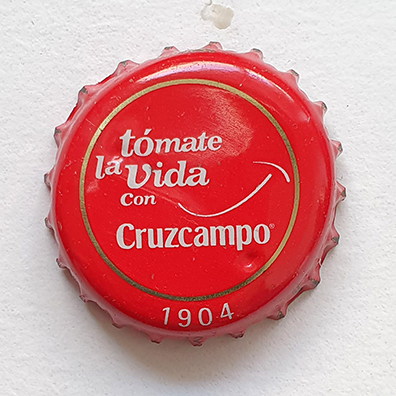 tómate
la vida
con
Cruzcampo®
1904